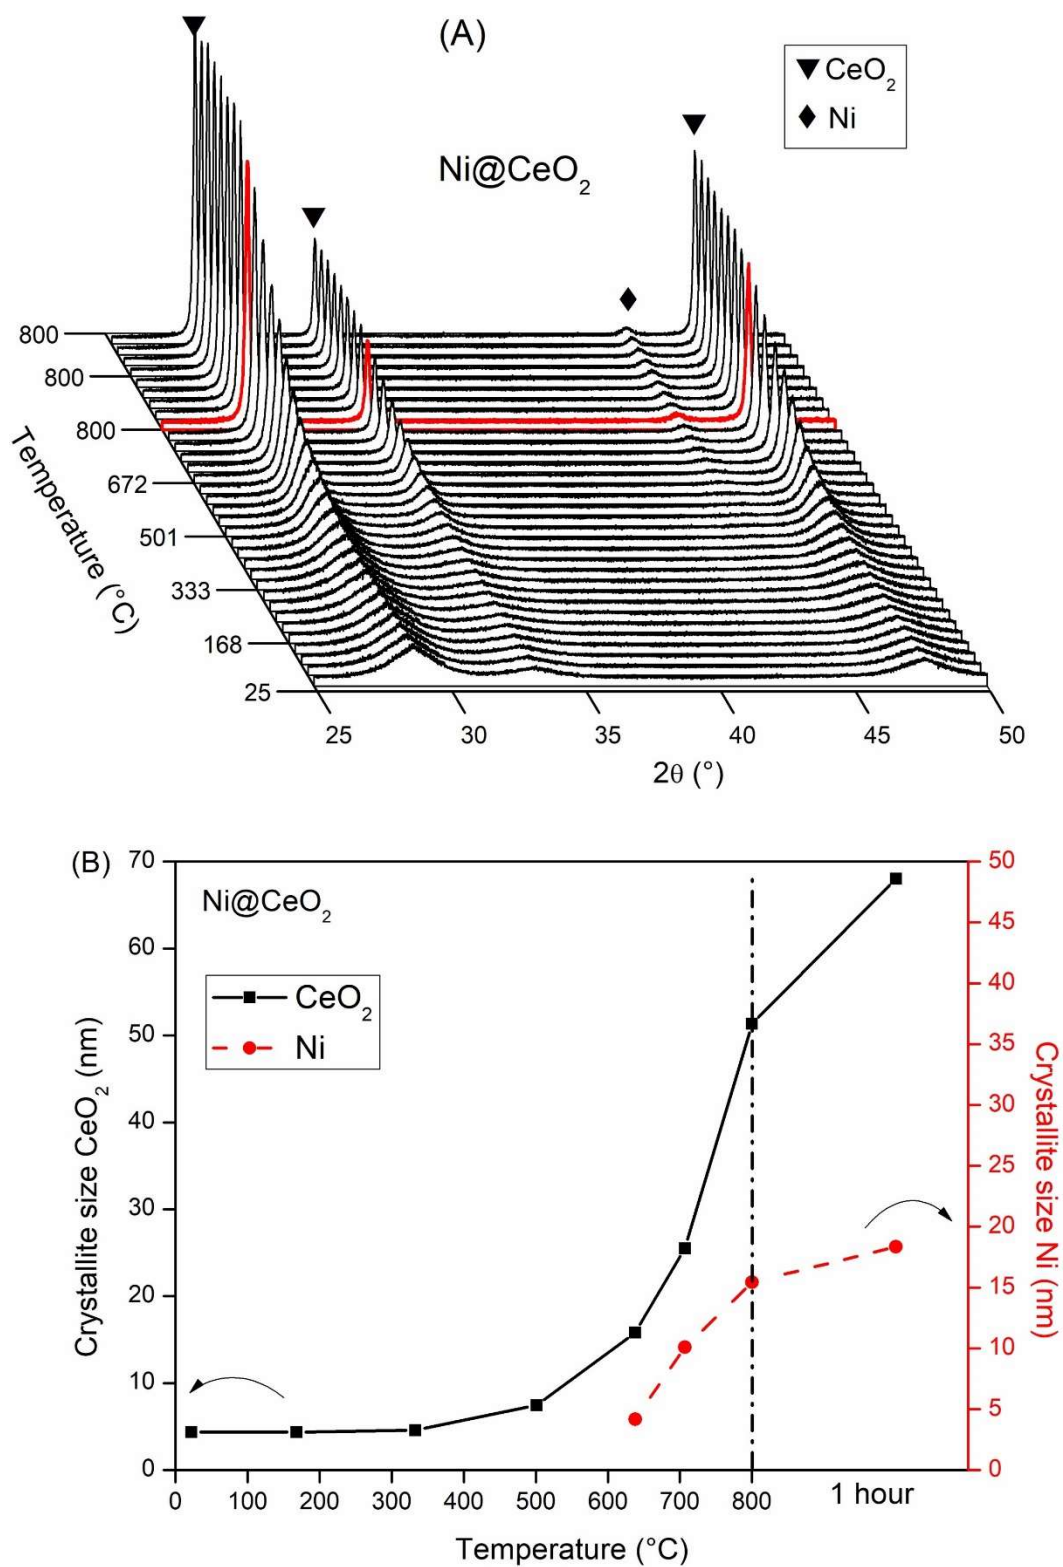 (A)
▼ CeO₂
◆ Ni
Ni@CeO₂
800
800
800
672
501
333
168
25
Temperature (°C)
25 30 35 40 45 50
2θ (°)
(B)
Ni@CeO₂
CeO₂
Ni
70
60
50
40
30
20
10
0
Crystallite size CeO₂ (nm)
50
45
40
35
30
25
20
15
10
5
0
Crystallite size Ni (nm)
0 100 200 300 400 500 600 700 800 1 hour
Temperature (°C)